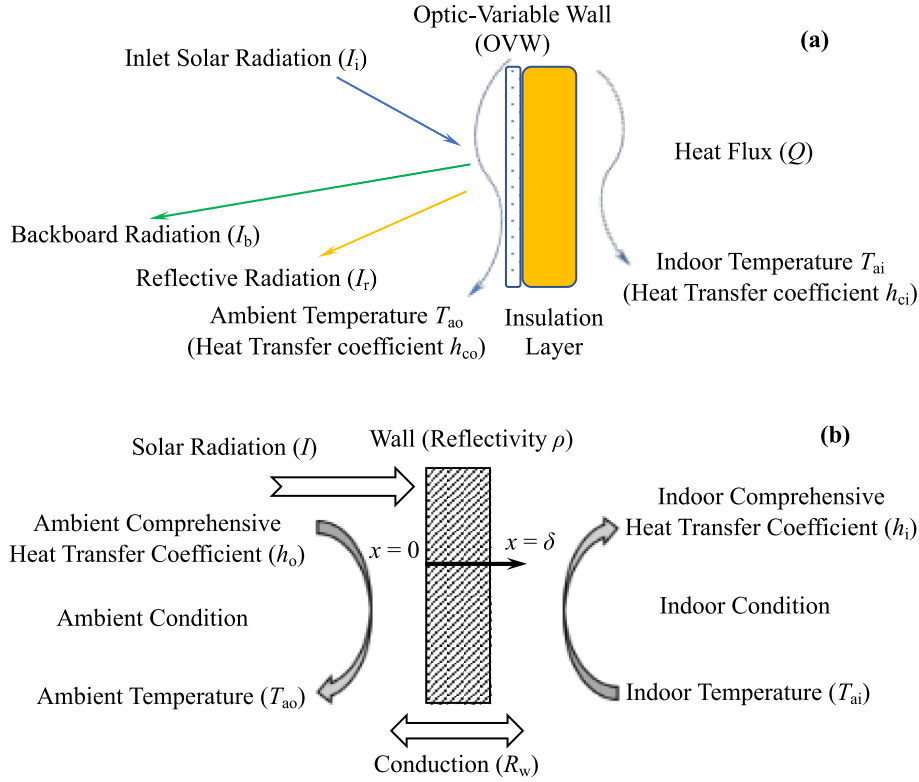 Optic-Variable Wall
(OVW)
(a)
Inlet Solar Radiation (Ii)
Heat Flux (Q)
Backboard Radiation (Ib)
Reflective Radiation (Ir)
Indoor Temperature Tai
(Heat Transfer coefficient hci)
Ambient Temperature Tao
(Heat Transfer coefficient hco)
Insulation
Layer
(b)
Solar Radiation (I)
Wall (Reflectivity ρ)
Ambient Comprehensive
Heat Transfer Coefficient (ho)
x = 0
x = δ
Indoor Comprehensive
Heat Transfer Coefficient (hi)
Ambient Condition
Indoor Condition
Ambient Temperature (Tao)
Indoor Temperature (Tai)
Conduction (Rw)